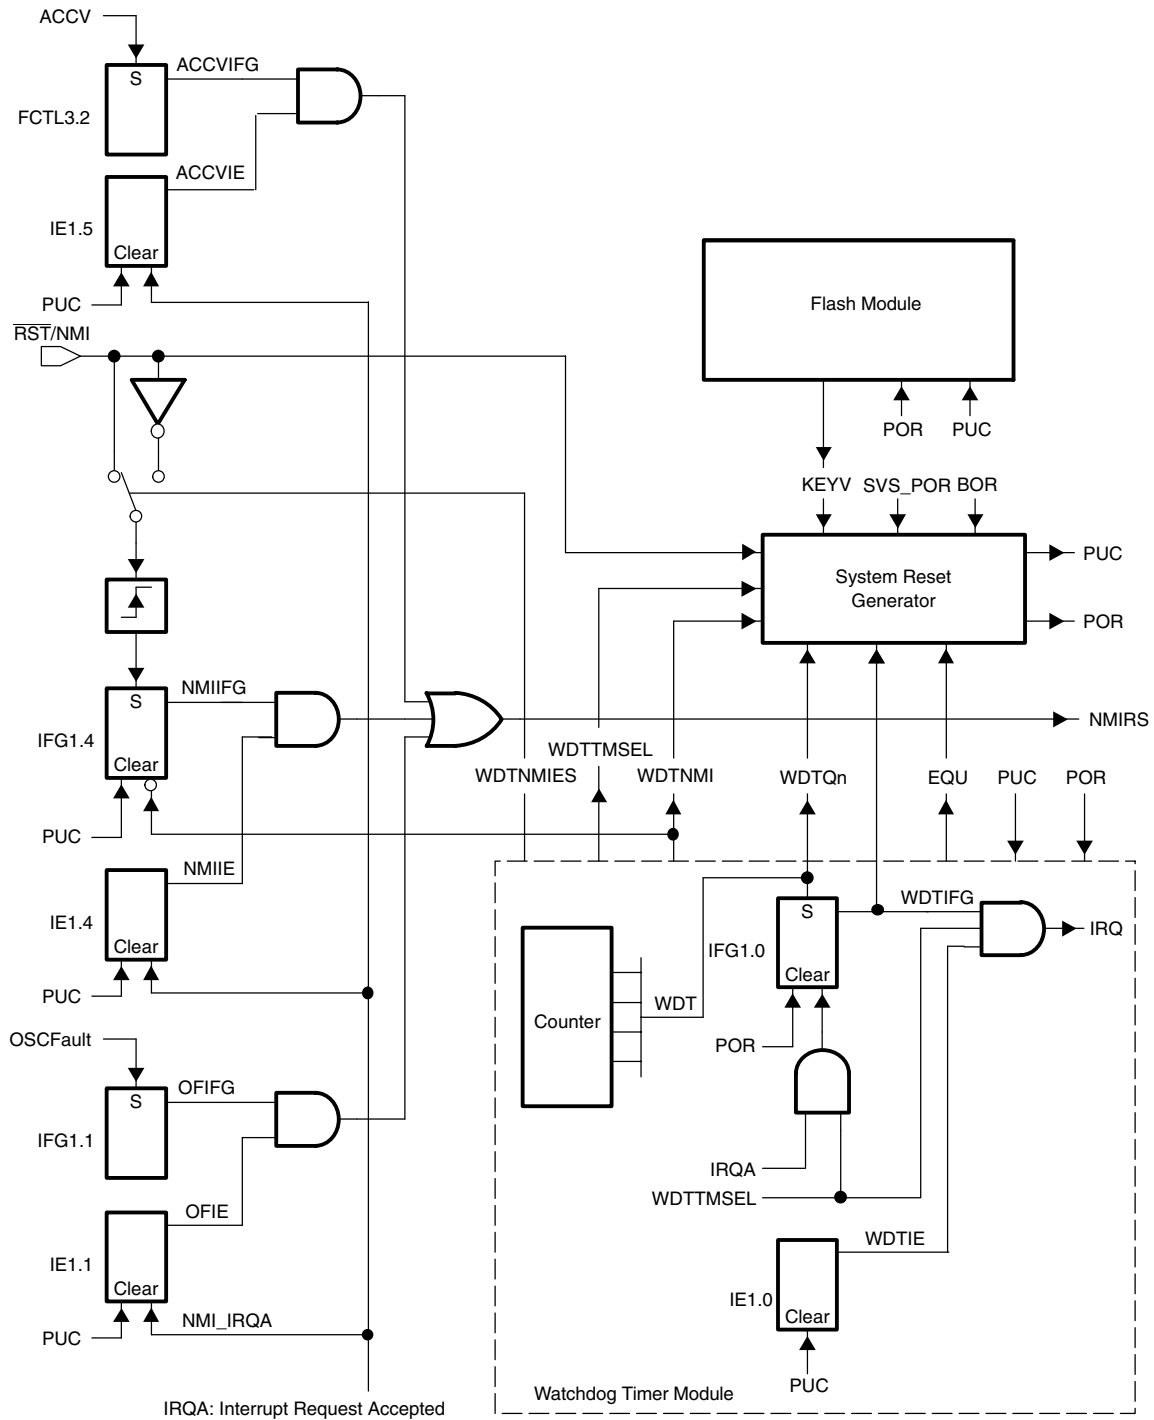 ACCV
S
ACCVIFG
FCTL3.2
ACCVIE
IE1.5
Clear
PUC
RST/NMI
Flash Module
POR
PUC
KEYV
SVS_POR
BOR
System Reset
Generator
PUC
POR
S
NMIIFG
IFG1.4
Clear
PUC
NMIRS
WDTTMSEL
WDTNMIES
WDTNMI
WDTQn
EQU
PUC
POR
NMIIE
IE1.4
Clear
PUC
S
WDTIFG
IRQ
IFG1.0
Clear
Counter
WDT
POR
OSCFault
S
OFIFG
IFG1.1
IRQA
WDTTMSEL
OFIE
IE1.1
Clear
NMI_IRQA
PUC
WDTIE
IE1.0
Clear
PUC
Watchdog Timer Module
IRQA: Interrupt Request Accepted